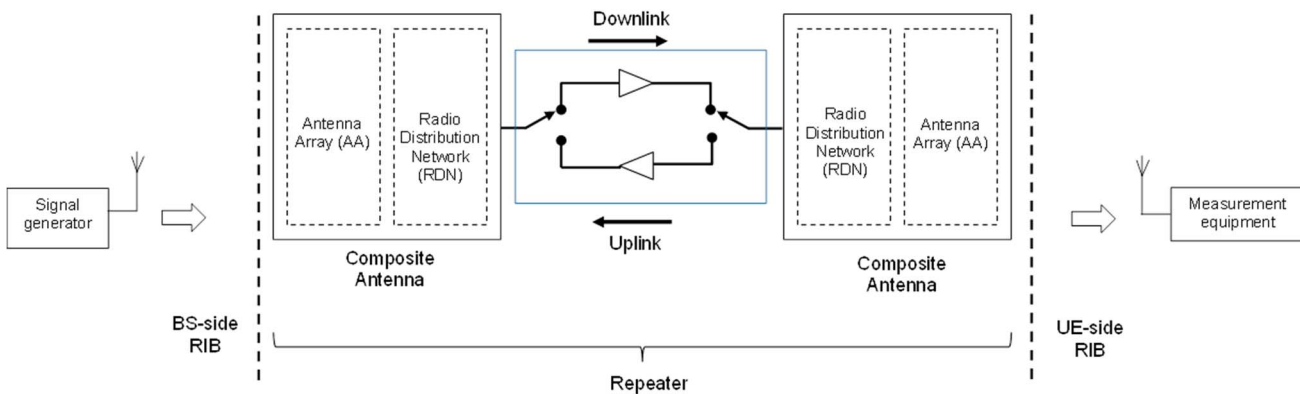 Downlink
Antenna
Array (AA)
Radio
Distribution
Network
(RDN)
Radio
Distribution
Network
(RDN)
Antenna
Array (AA)
Signal
generator
Measurement
equipment
Uplink
Composite
Antenna
Composite
Antenna
BS-side
RIB
UE-side
RIB
Repeater